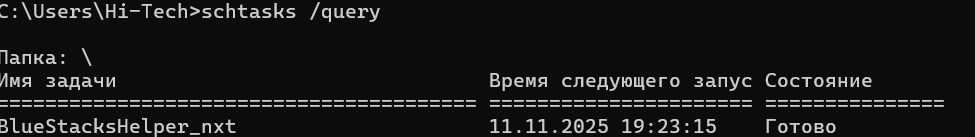 C:\Users\Hi-Tech>schtasks /query
Папка: \
Имя задачи Время следующего запус Состояние
======================================== ====================== ===============
BlueStacksHelper_nxt 11.11.2025 19:23:15 Готово